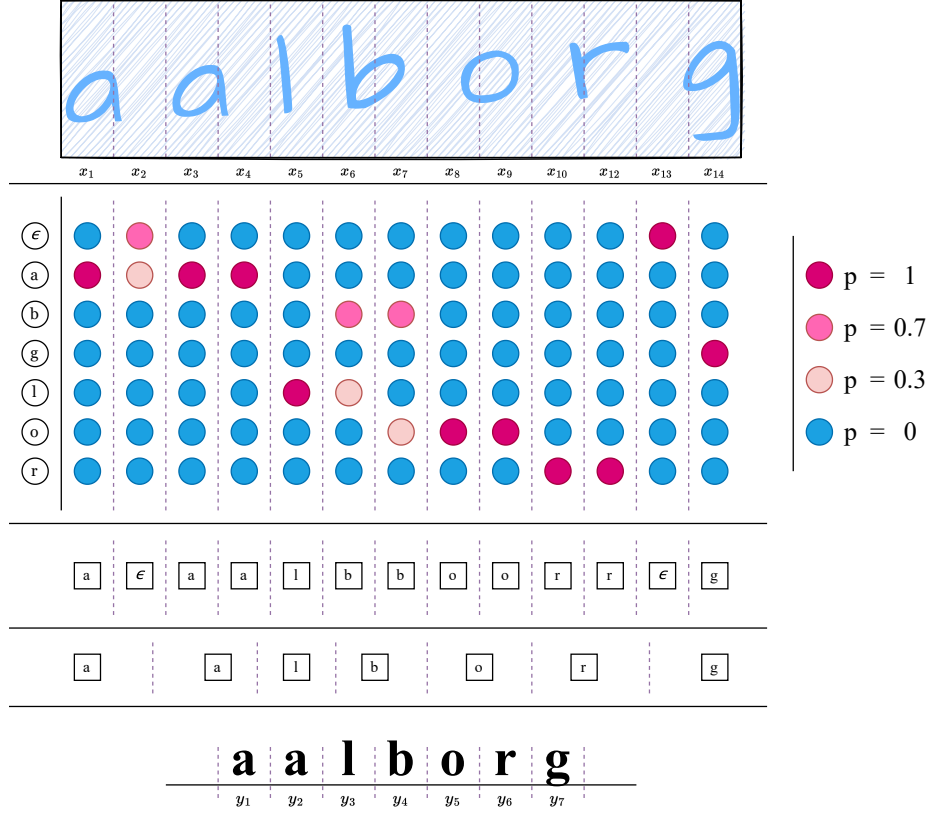 aalborg
x1 x2 x3 x4 x5 x6 x7 x8 x9 x10 x12 x13 x14
ϵ
a
b
g
l
o
r
p = 1
p = 0.7
p = 0.3
p = 0
a ϵ a a l b b o o r r ϵ g
a a l b o r g
a a l b o r g
y1 y2 y3 y4 y5 y6 y7